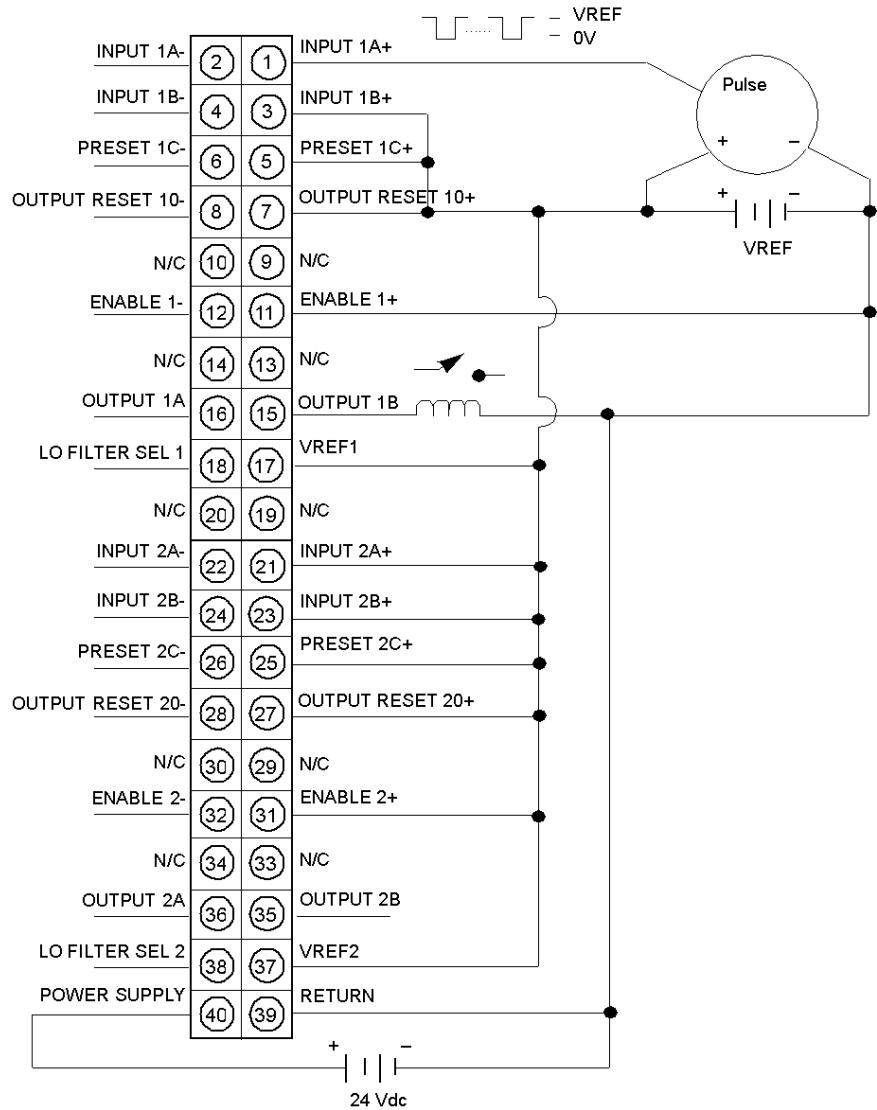 VREF
0V
INPUT 1A- 2 1 INPUT 1A+
Pulse
INPUT 1B- 4 3 INPUT 1B+
+ –
PRESET 1C- 6 5 PRESET 1C+
OUTPUT RESET 10- 8 7 OUTPUT RESET 10+
+ –
VREF
N/C 10 9 N/C
ENABLE 1- 12 11 ENABLE 1+
N/C 14 13 N/C
OUTPUT 1A 16 15 OUTPUT 1B
LO FILTER SEL 1 18 17 VREF1
N/C 20 19 N/C
INPUT 2A- 22 21 INPUT 2A+
INPUT 2B- 24 23 INPUT 2B+
PRESET 2C- 26 25 PRESET 2C+
OUTPUT RESET 20- 28 27 OUTPUT RESET 20+
N/C 30 29 N/C
ENABLE 2- 32 31 ENABLE 2+
N/C 34 33 N/C
OUTPUT 2A 36 35 OUTPUT 2B
LO FILTER SEL 2 38 37 VREF2
POWER SUPPLY 40 39 RETURN
+ –
24 Vdc